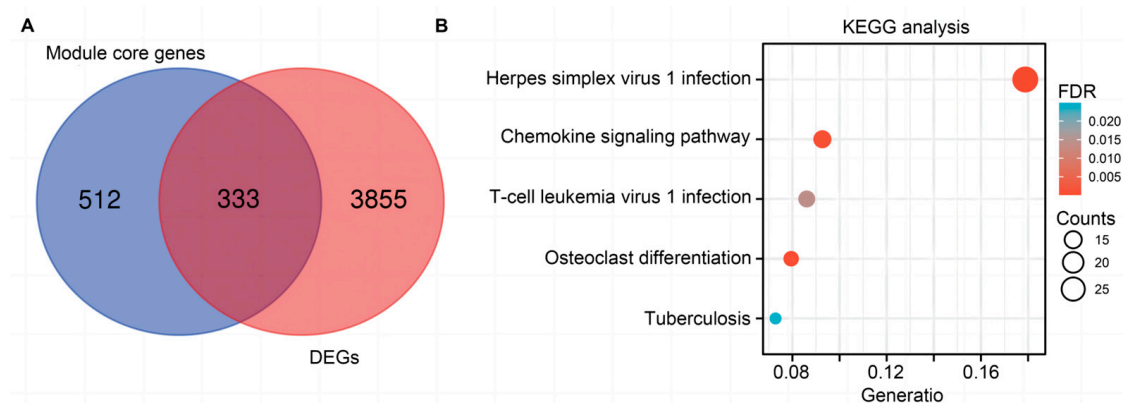 A
Module core genes
512
333
3855
DEGs
B
KEGG analysis
Herpes simplex virus 1 infection
Chemokine signaling pathway
T-cell leukemia virus 1 infection
Osteoclast differentiation
Tuberculosis
0.08
0.12
0.16
Generatio
FDR
0.020
0.015
0.010
0.005
Counts
15
20
25